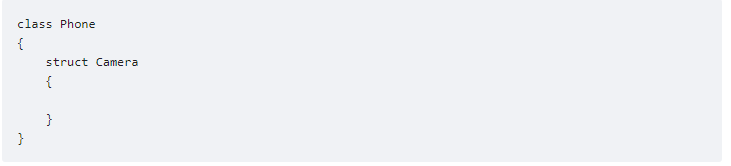 class Phone
{
    struct Camera
    {
    }
}